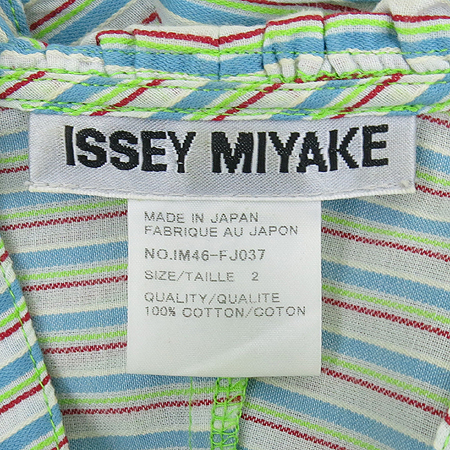 ISSEY MIYAKE
MADE IN JAPAN
FABRIQUE AU JAPON
NO.IM46-FJ037
SIZE/TAILLE 2
QUALITY/QUALITE
100% COTTON/COTON